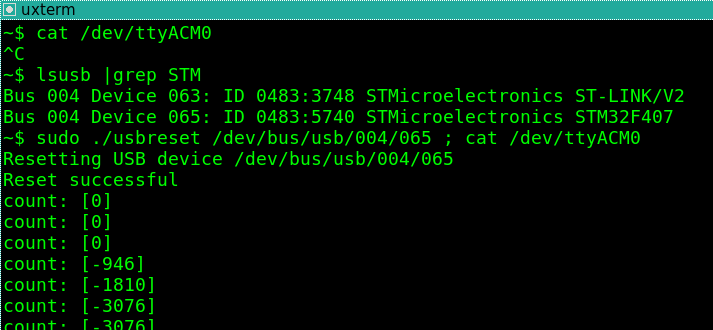 uxterm
~$ cat /dev/ttyACM0
^C
~$ lsusb |grep STM
Bus 004 Device 063: ID 0483:3748 STMicroelectronics ST-LINK/V2
Bus 004 Device 065: ID 0483:5740 STMicroelectronics STM32F407
~$ sudo ./usbreset /dev/bus/usb/004/065 ; cat /dev/ttyACM0
Resetting USB device /dev/bus/usb/004/065
Reset successful
count: [0]
count: [0]
count: [0]
count: [-946]
count: [-1810]
count: [-3076]
count: [-3076]